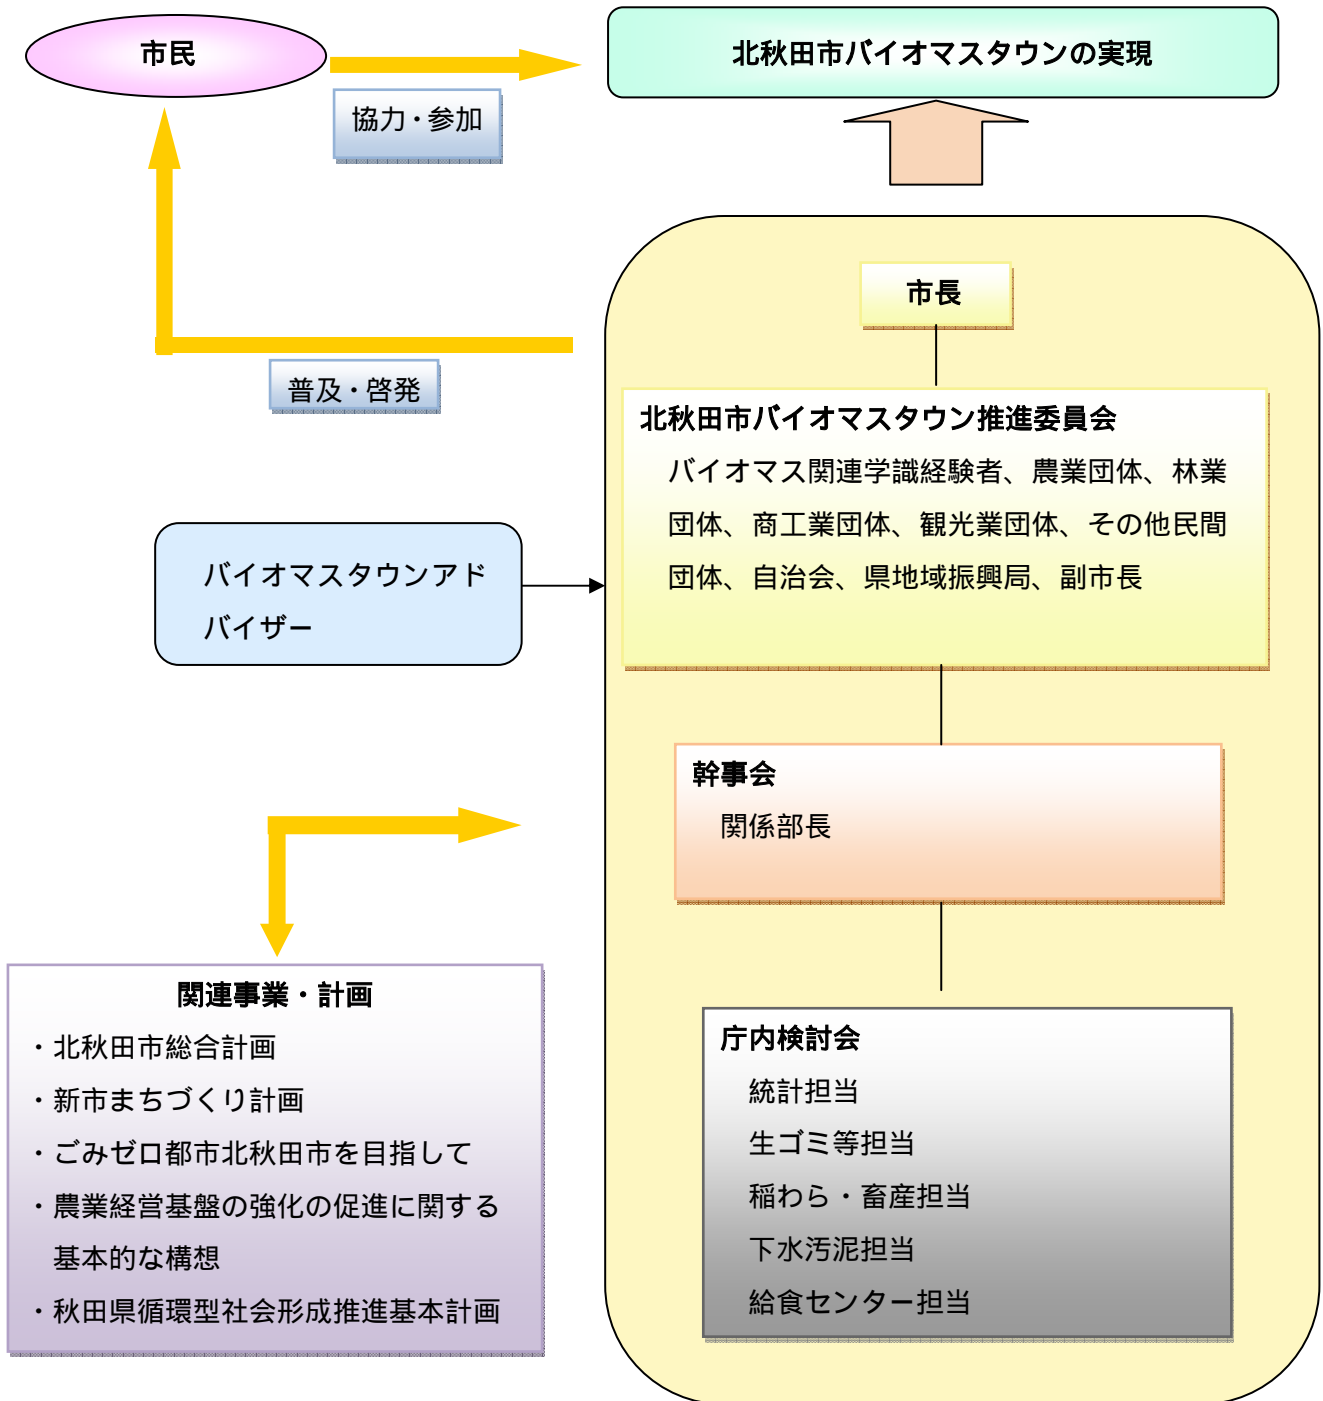 市民
北秋田市バイオマスタウンの実現
協力・参加
市長
普及・啓発
北秋田市バイオマスタウン推進委員会
バイオマス関連学識経験者、農業団体、林業
団体、商工業団体、観光業団体、その他民間
団体、自治会、県地域振興局、副市長
バイオマスタウンアド
バイザー
幹事会
関係部長
関連事業・計画
・北秋田市総合計画
・新市まちづくり計画
・ごみゼロ都市北秋田市を目指して
・農業経営基盤の強化の促進に関する
基本的な構想
・秋田県循環型社会形成推進基本計画
庁内検討会
統計担当
生ゴミ等担当
稲わら・畜産担当
下水汚泥担当
給食センター担当